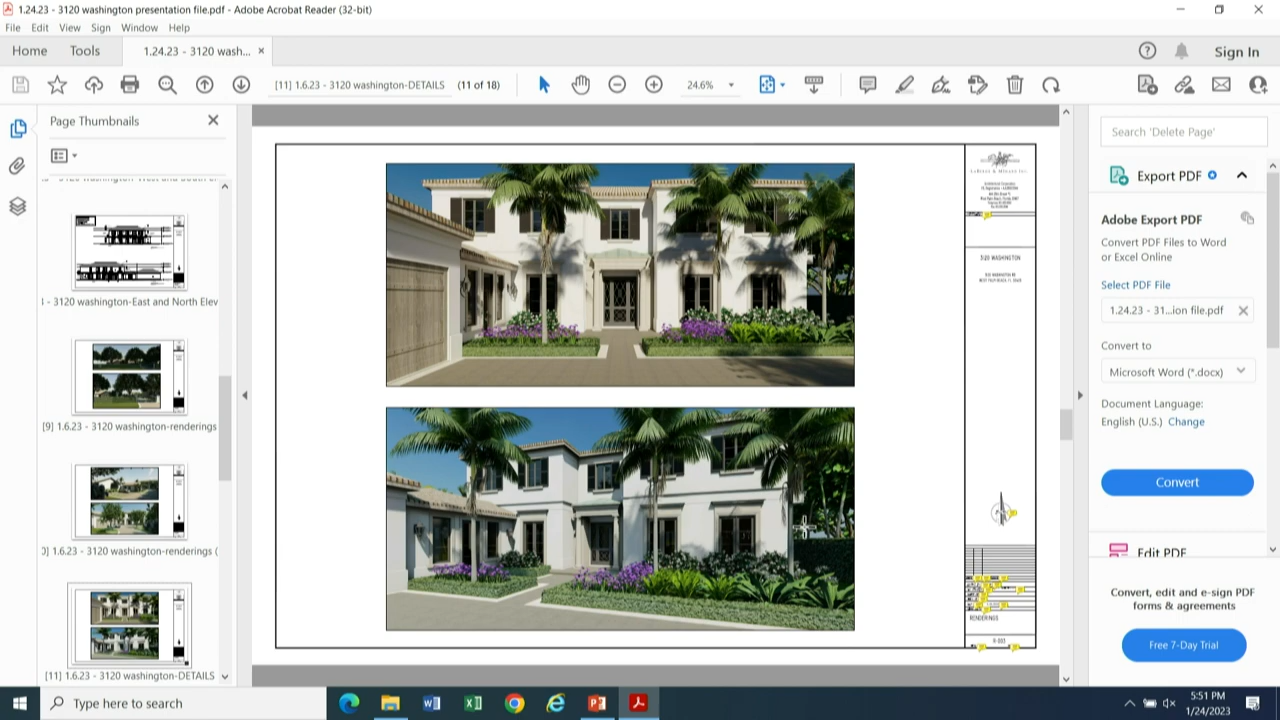 1.24.23 - 3120 washington presentation file.pdf - Adobe Acrobat Reader (32-bit)
File Edit View Sign Window Help
Home Tools 1.24.23 - 3120 wash... × Sign In
[11] 1.6.23 - 3120 washington-DETAILS (11 of 18) 24.6%
Page Thumbnails
3120 washington-East and North Elev
[9] 1.6.23 - 3120 washington-renderings
0] 1.6.23 - 3120 washington-renderings (
[11] 1.6.23 - 3120 washington-DETAILS
3120 WASHINGTON
RENDERINGS
Search 'Delete Page'
Export PDF
Adobe Export PDF
Convert PDF Files to Word
or Excel Online
Select PDF File
1.24.23 - 31...ion file.pdf
Convert to
Microsoft Word (*.docx)
Document Language:
English (U.S.) Change
Convert
Edit PDF
Convert, edit and e-sign PDF
forms & agreements
Free 7-Day Trial
Type here to search
5:51 PM
1/24/2023